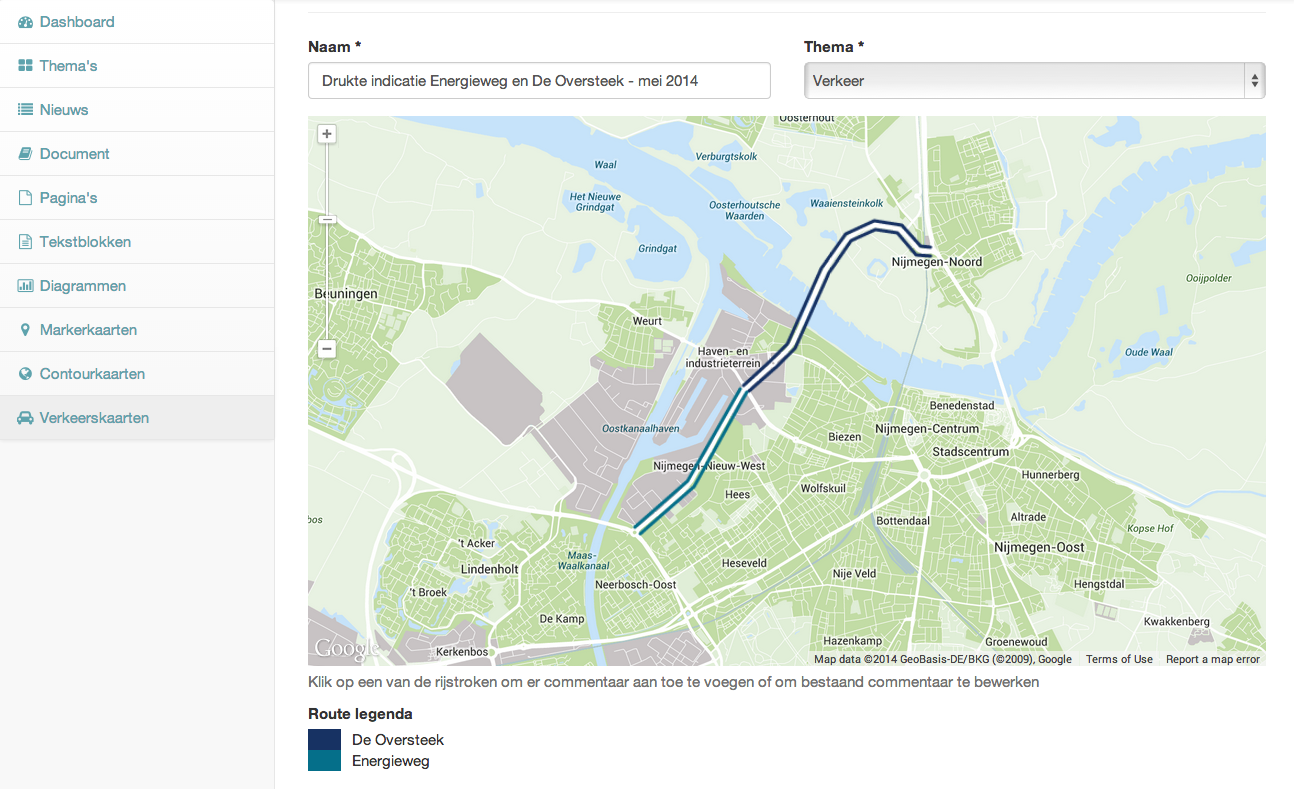 Dashboard
Thema's
Nieuws
Document
Pagina's
Tekstblokken
Diagrammen
Markerkaarten
Contourkaarten
Verkeerskaarten
Naam *
Thema *
Drukte indicatie Energieweg en De Oversteek - mei 2014
Verkeer
Oosterhout
Verburgtskolk
Waal
Het Nieuwe
Grindgat
Oosterhoutsche
Waarden
Waaiensteinkolk
Grindgat
Nijmegen-Noord
Ooijpolder
Beuningen
Weurt
Haven- en
industrieterrein
Oude Waal
Benedenstad
Oostkanaalhaven
Biezen
Nijmegen-Centrum
Stadscentrum
Nijmegen-Nieuw-West
Hunnerberg
Hees
Wolfskuil
bos
Bottendaal
Altrade
Kopse Hof
't Acker
Nijmegen-Oost
Maas-
Waalkanaal
Lindenholt
Heseveld
Nije Veld
Neerbosch-Oost
Hengstdal
't Broek
De Kamp
Kwakkenberg
Hazenkamp
Groenewoud
Google
Kerkenbos
Map data ©2014 GeoBasis-DE/BKG (©2009), Google
Terms of Use
Report a map error
Klik op een van de rijstroken om er commentaar aan toe te voegen of om bestaand commentaar te bewerken
Route legenda
De Oversteek
Energieweg